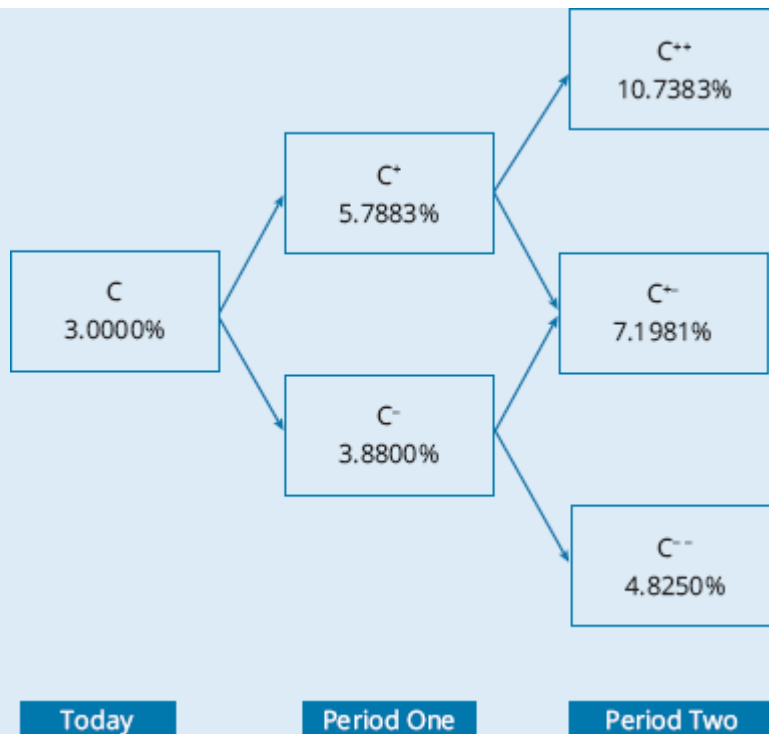 C⁺⁺
10.7383%
C⁺
5.7883%
C
3.0000%
C⁺⁻
7.1981%
C⁻
3.8800%
C⁻⁻
4.8250%
Today
Period One
Period Two